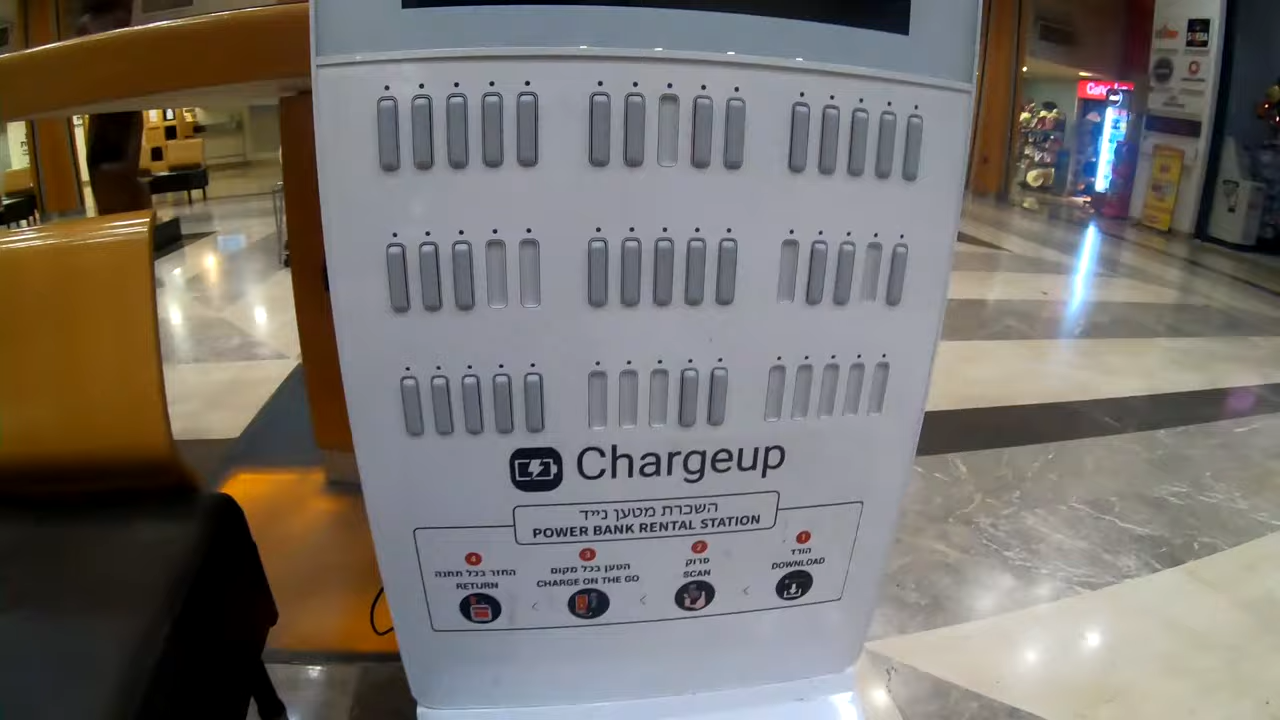 Chargeup
השכרת מטען נייד
POWER BANK RENTAL STATION
1
הורד
DOWNLOAD
2
סרוק
SCAN
3
הטען בכל מקום
CHARGE ON THE GO
4
החזר בכל תחנה
RETURN